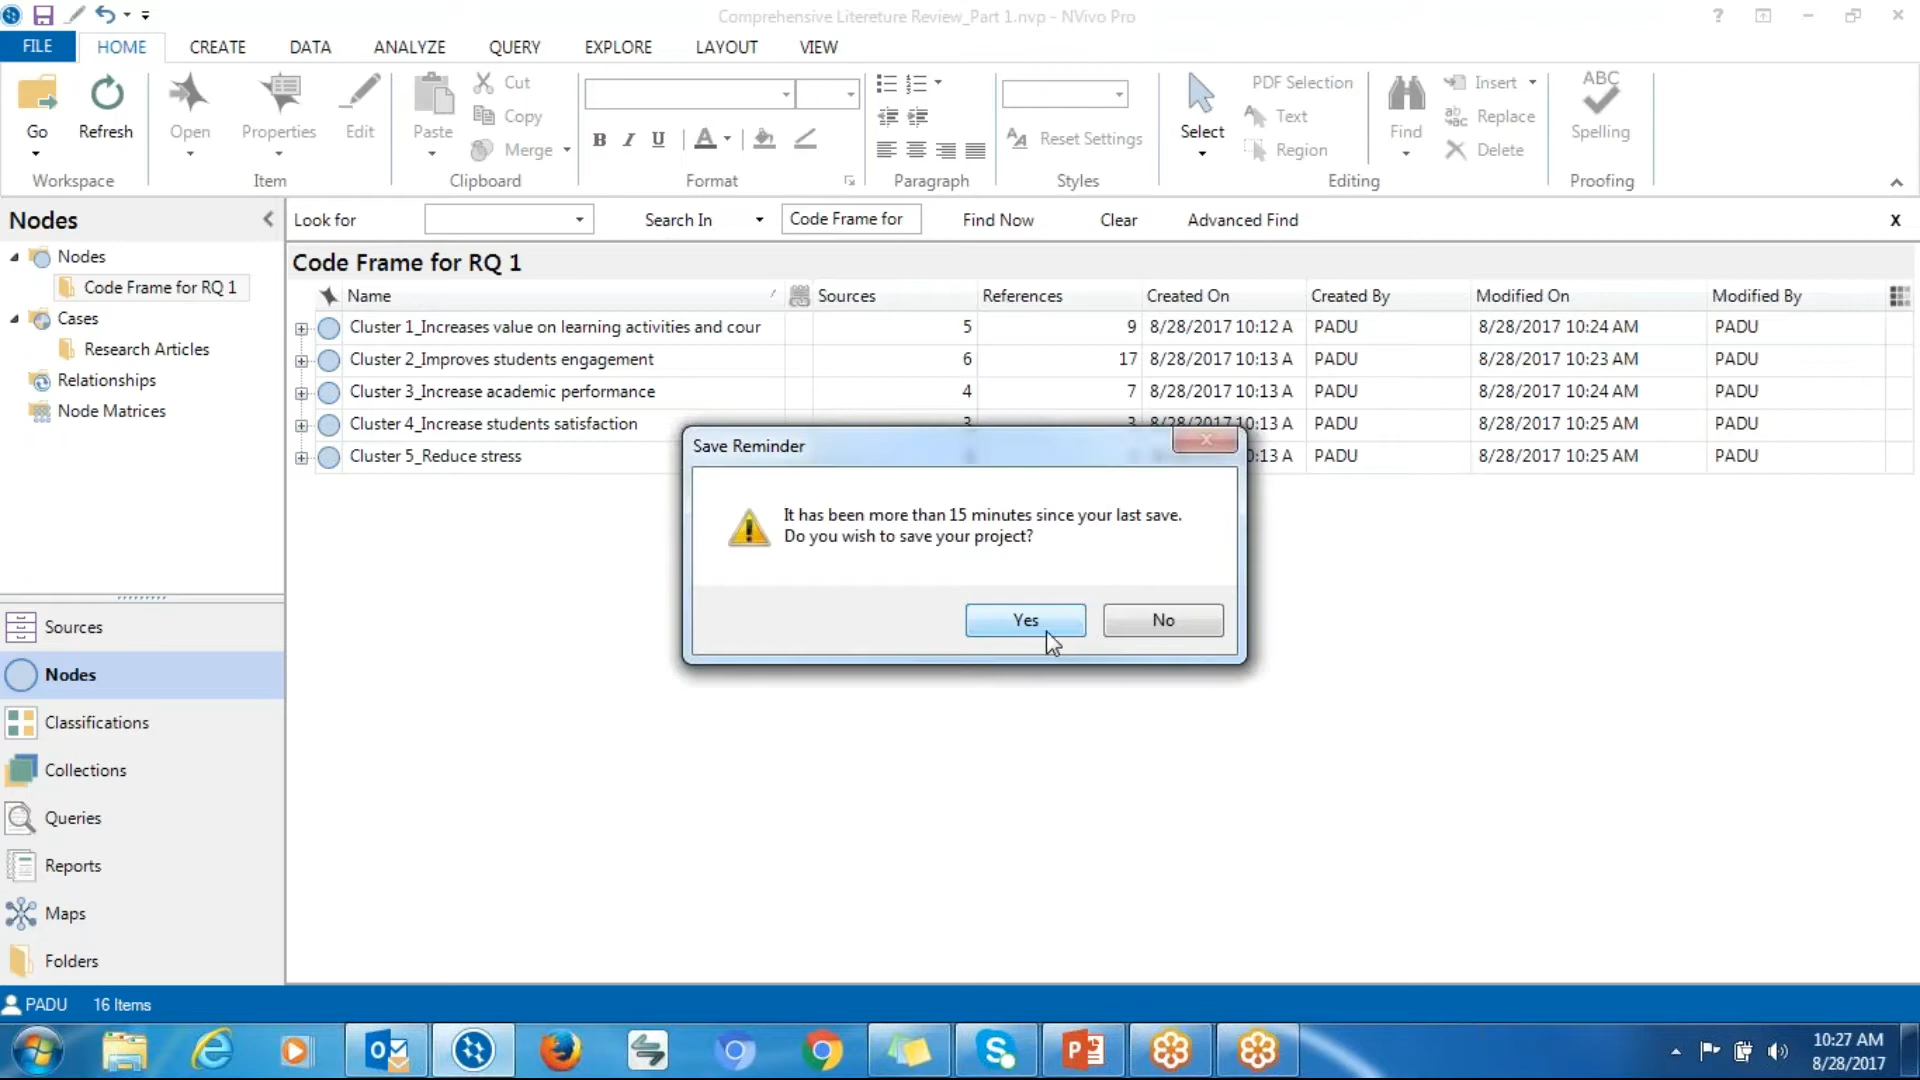 Comprehensive Litereture Review_Part 1.nvp - NVivo Pro
FILE HOME CREATE DATA ANALYZE QUERY EXPLORE LAYOUT VIEW
Go Refresh Open Properties Edit Paste Cut Copy Merge
B I U A Reset Settings
Select PDF Selection Text Region
Find Insert Replace Delete
ABC Spelling
Workspace Item Clipboard Format Paragraph Styles Editing Proofing
Nodes
Look for Search In Code Frame for Find Now Clear Advanced Find x
Nodes
Code Frame for RQ 1
Cases
Research Articles
Relationships
Node Matrices
Code Frame for RQ 1
Name Sources References Created On Created By Modified On Modified By
Cluster 1_Increases value on learning activities and cour 5 9 8/28/2017 10:12 A PADU 8/28/2017 10:24 AM PADU
Cluster 2_Improves students engagement 6 17 8/28/2017 10:13 A PADU 8/28/2017 10:23 AM PADU
Cluster 3_Increase academic performance 4 7 8/28/2017 10:13 A PADU 8/28/2017 10:24 AM PADU
Cluster 4_Increase students satisfaction 3 3 8/28/2017 10:13 A PADU 8/28/2017 10:25 AM PADU
Cluster 5_Reduce stress 0:13 A PADU 8/28/2017 10:25 AM PADU
Save Reminder
It has been more than 15 minutes since your last save.
Do you wish to save your project?
Yes No
Sources
Nodes
Classifications
Collections
Queries
Reports
Maps
Folders
PADU 16 Items
10:27 AM
8/28/2017